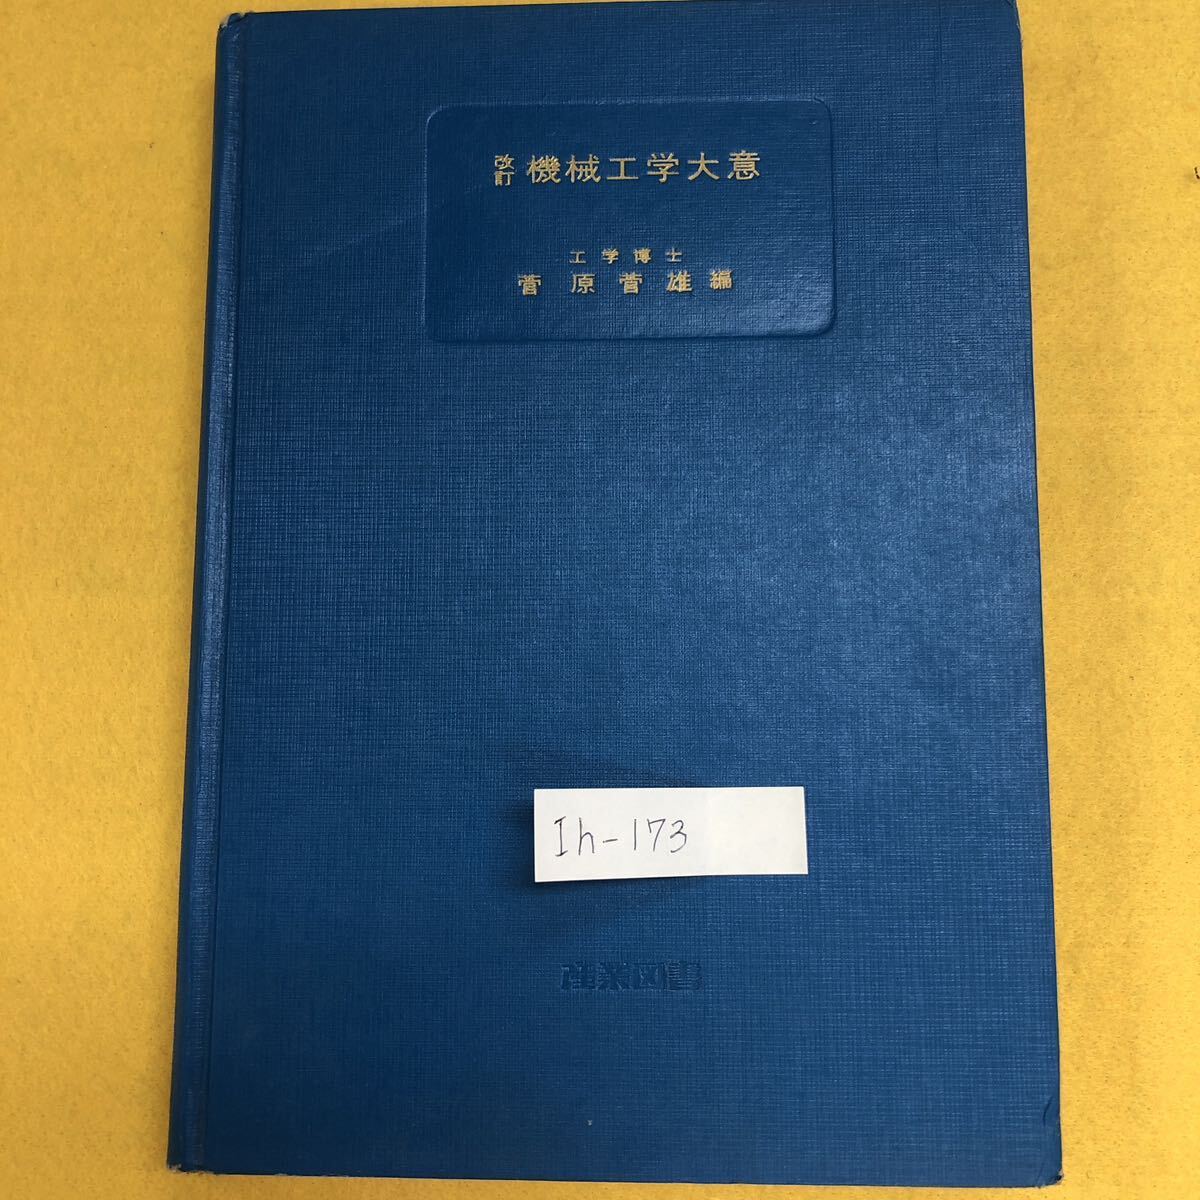 改訂 機械工学大意
工学博士
菅原菅雄編
Ih-173
産業図書